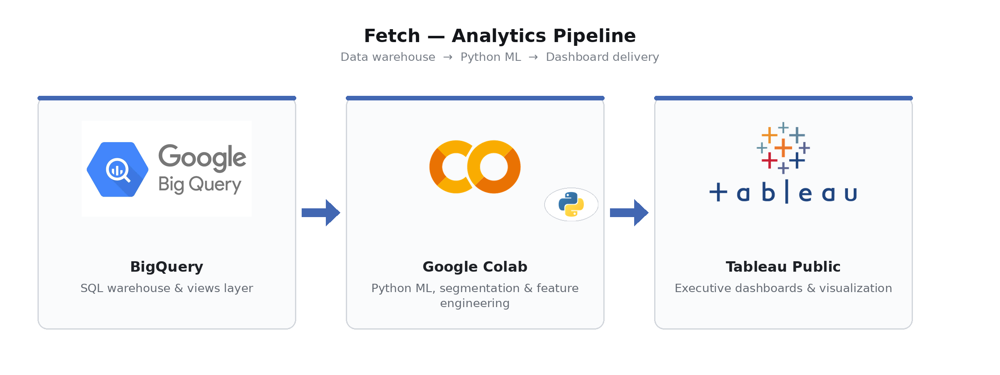 Fetch — Analytics Pipeline
Data warehouse → Python ML → Dashboard delivery
Google
Big Query
+ableau
BigQuery
SQL warehouse & views layer
Google Colab
Python ML, segmentation & feature
engineering
Tableau Public
Executive dashboards & visualization